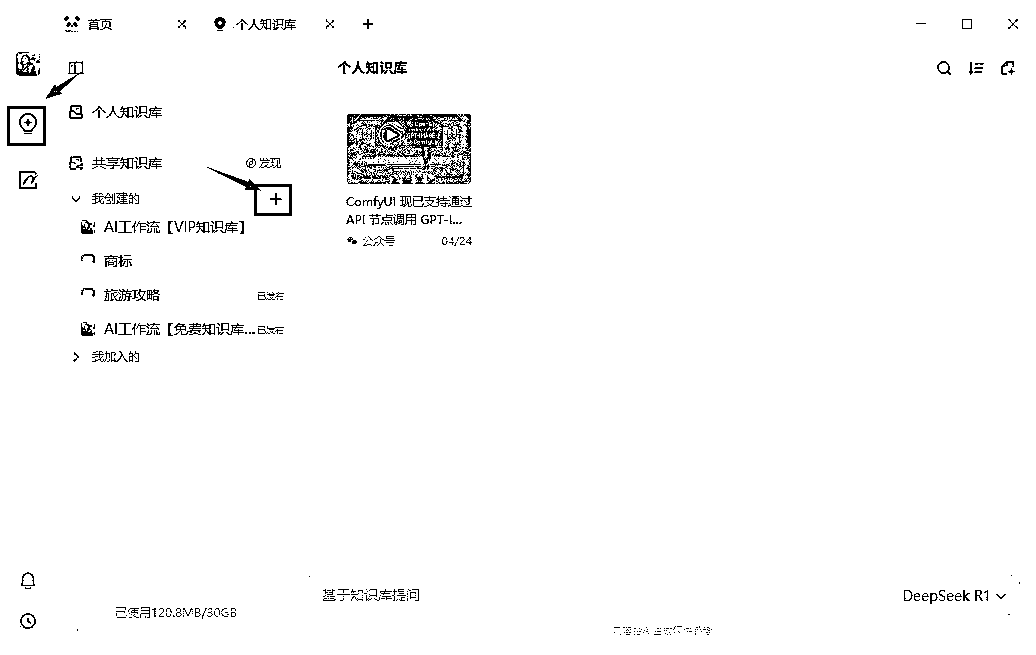 首页
个人知识库
个人知识库
个人知识库
共享知识库
发现
我创建的
AI工作流【VIP知识库】
商标
旅游攻略
已发布
AI工作流【免费知识库...
已发布
我加入的
ComfyUI 现已支持通过
API 节点调用 GPT-I...
公众号
04/24
已使用120.8MB/30GB
基于知识库提问
DeepSeek R1